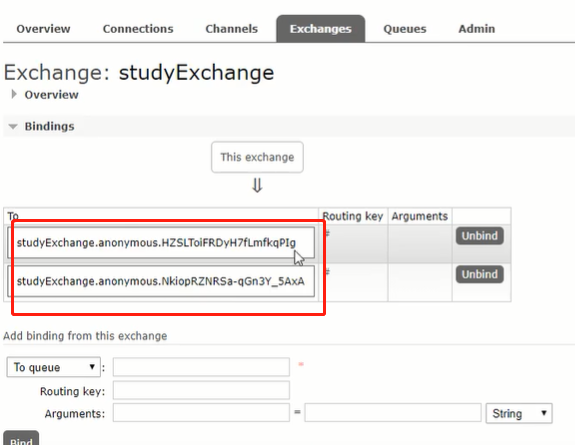 Overview Connections Channels Exchanges Queues Admin
Exchange: studyExchange
Overview
Bindings
This exchange
⇓
To Routing key Arguments
studyExchange.anonymous.HZSLToiFRDyH7fLmfkqPIg # Unbind
studyExchange.anonymous.NkiopRZNRSa-qGn3Y_5AxA # Unbind
Add binding from this exchange
To queue ▼ : *
Routing key:
Arguments: = String ▼
Bind